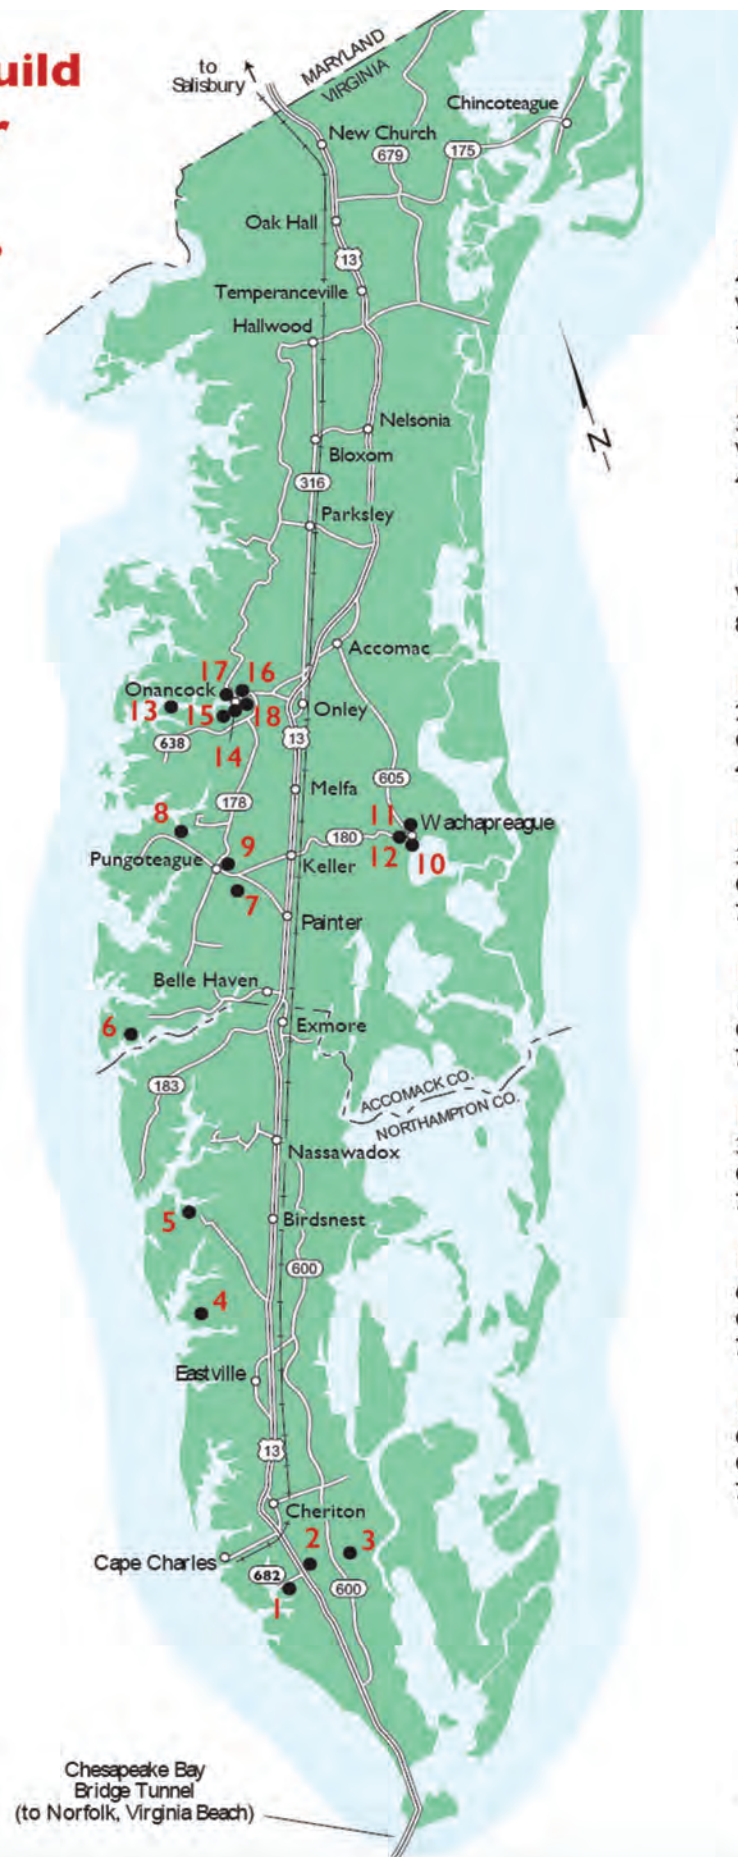 uild
r
to
Salisbury
MARYLAND
VIRGINIA
Chincoteague
New Church
679
175
Oak Hall
13
Temperanceville
Hallwood
N
Nelsonia
Bloxom
316
Parksley
Accomac
17
16
Onancock
13
15
18
Onley
638
14
13
Melfa
605
178
8
11
Wachapreague
180
9
12
10
Pungoteague
Keller
7
Painter
Belle Haven
6
Exmore
183
ACCOMACK CO.
NORTHAMPTON CO.
Nassawadox
5
Birdsnest
600
4
Eastville
13
Cheriton
2
3
Cape Charles
682
600
1
Chesapeake Bay
Bridge Tunnel
(to Norfolk, Virginia Beach)